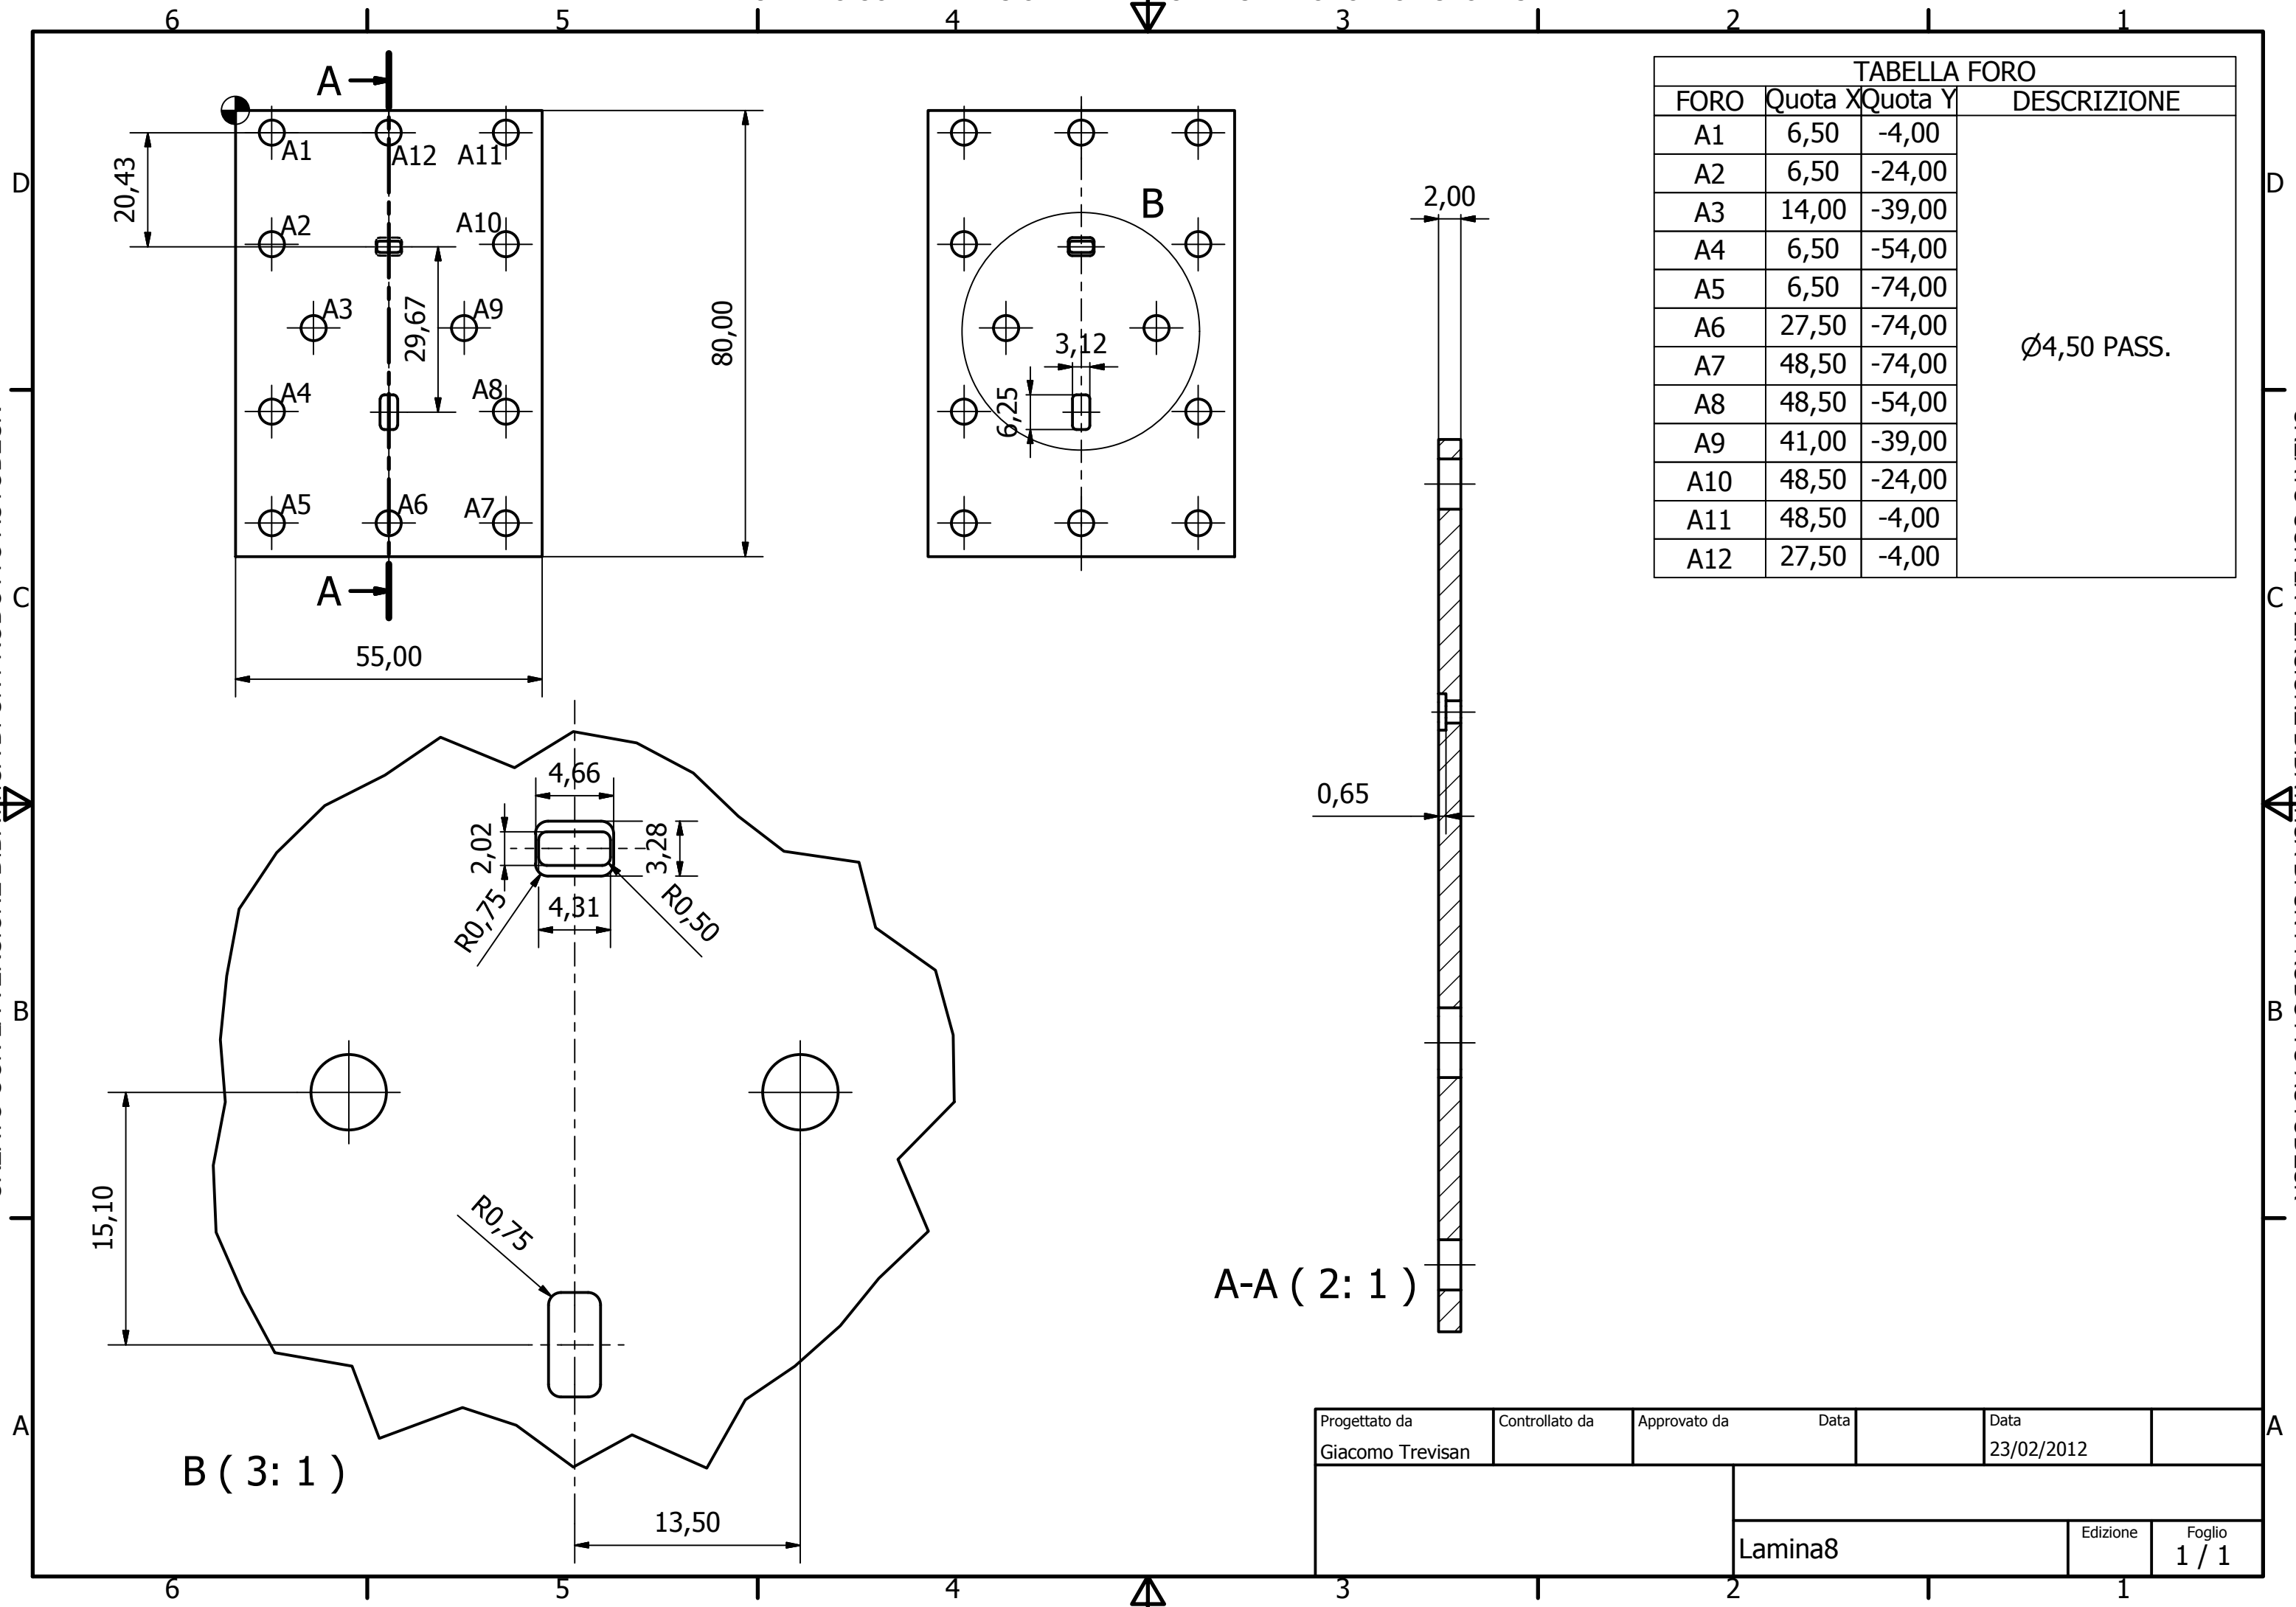 6 5 4 3 2 1
TABELLA FORO
FORO Quota X Quota Y DESCRIZIONE
A1 6,50 -4,00
A2 6,50 -24,00
A3 14,00 -39,00
A4 6,50 -54,00
A5 6,50 -74,00
A6 27,50 -74,00
A7 48,50 -74,00
A8 48,50 -54,00
A9 41,00 -39,00
A10 48,50 -24,00
A11 48,50 -4,00
A12 27,50 -4,00
Ø4,50 PASS.
A
A1 A12 A11
D D
20,43
A2 A10
A3 A9
29,67
80,00
A4 A8
A5 A6 A7
A
55,00
B
3,12
6,25
2,00
C C
0,65
A-A ( 2: 1 )
4,66
2,02
3,28
R0,75
4,31
R0,50
B B
15,10
R0,75
B ( 3: 1 )
13,50
A A
Progettato da Controllato da Approvato da Data Data
Giacomo Trevisan 23/02/2012
Lamina8
Edizione Foglio
1 / 1
6 5 4 3 2 1